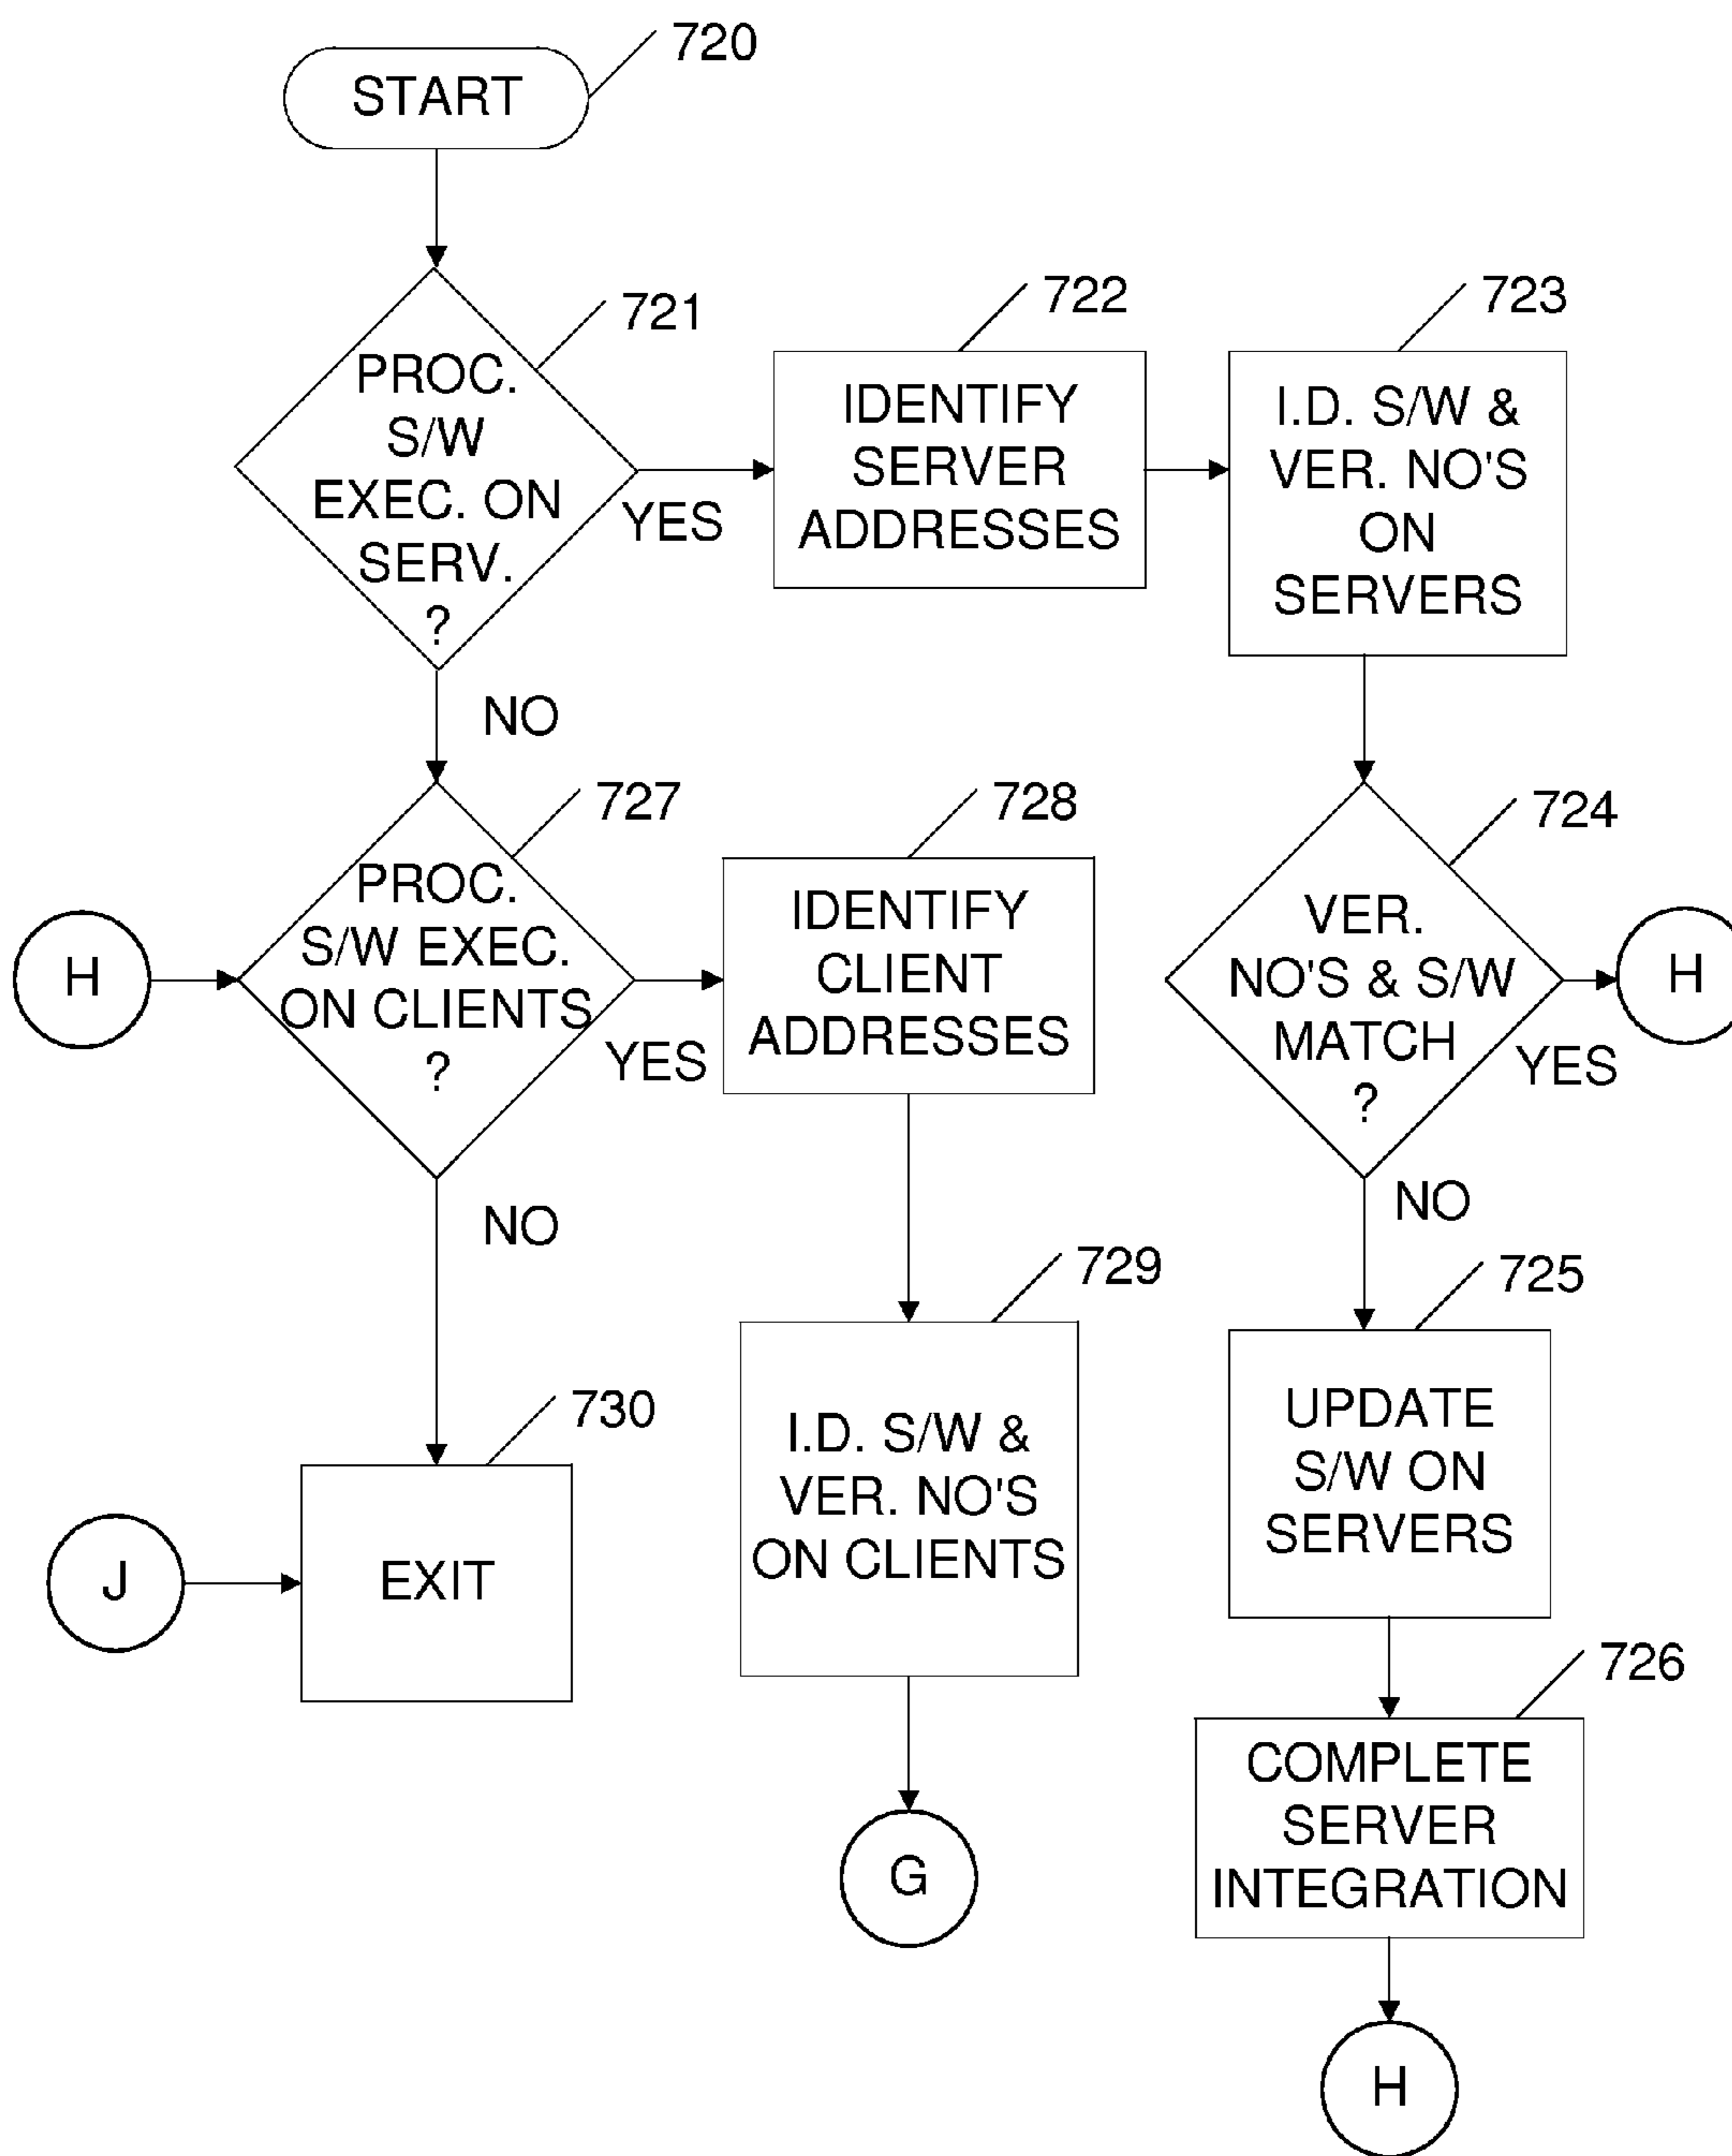 720
START
721
PROC.
S/W
EXEC. ON
SERV.
?
YES
NO
722
IDENTIFY
SERVER
ADDRESSES
723
I.D. S/W &
VER. NO'S
ON
SERVERS
724
VER.
NO'S & S/W
MATCH
?
YES
H
NO
H
727
PROC.
S/W EXEC.
ON CLIENTS
?
YES
NO
728
IDENTIFY
CLIENT
ADDRESSES
729
I.D. S/W &
VER. NO'S
ON CLIENTS
G
725
UPDATE
S/W ON
SERVERS
726
COMPLETE
SERVER
INTEGRATION
H
730
J
EXIT